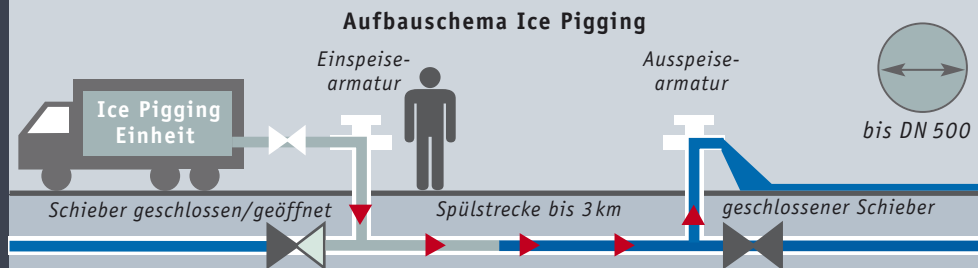 Aufbauschema Ice Pigging
Einspeise-
armatur
Ausspeise-
armatur
Ice Pigging
Einheit
bis DN 500
Schieber geschlossen/geöffnet
Spülstrecke bis 3 km
geschlossener Schieber